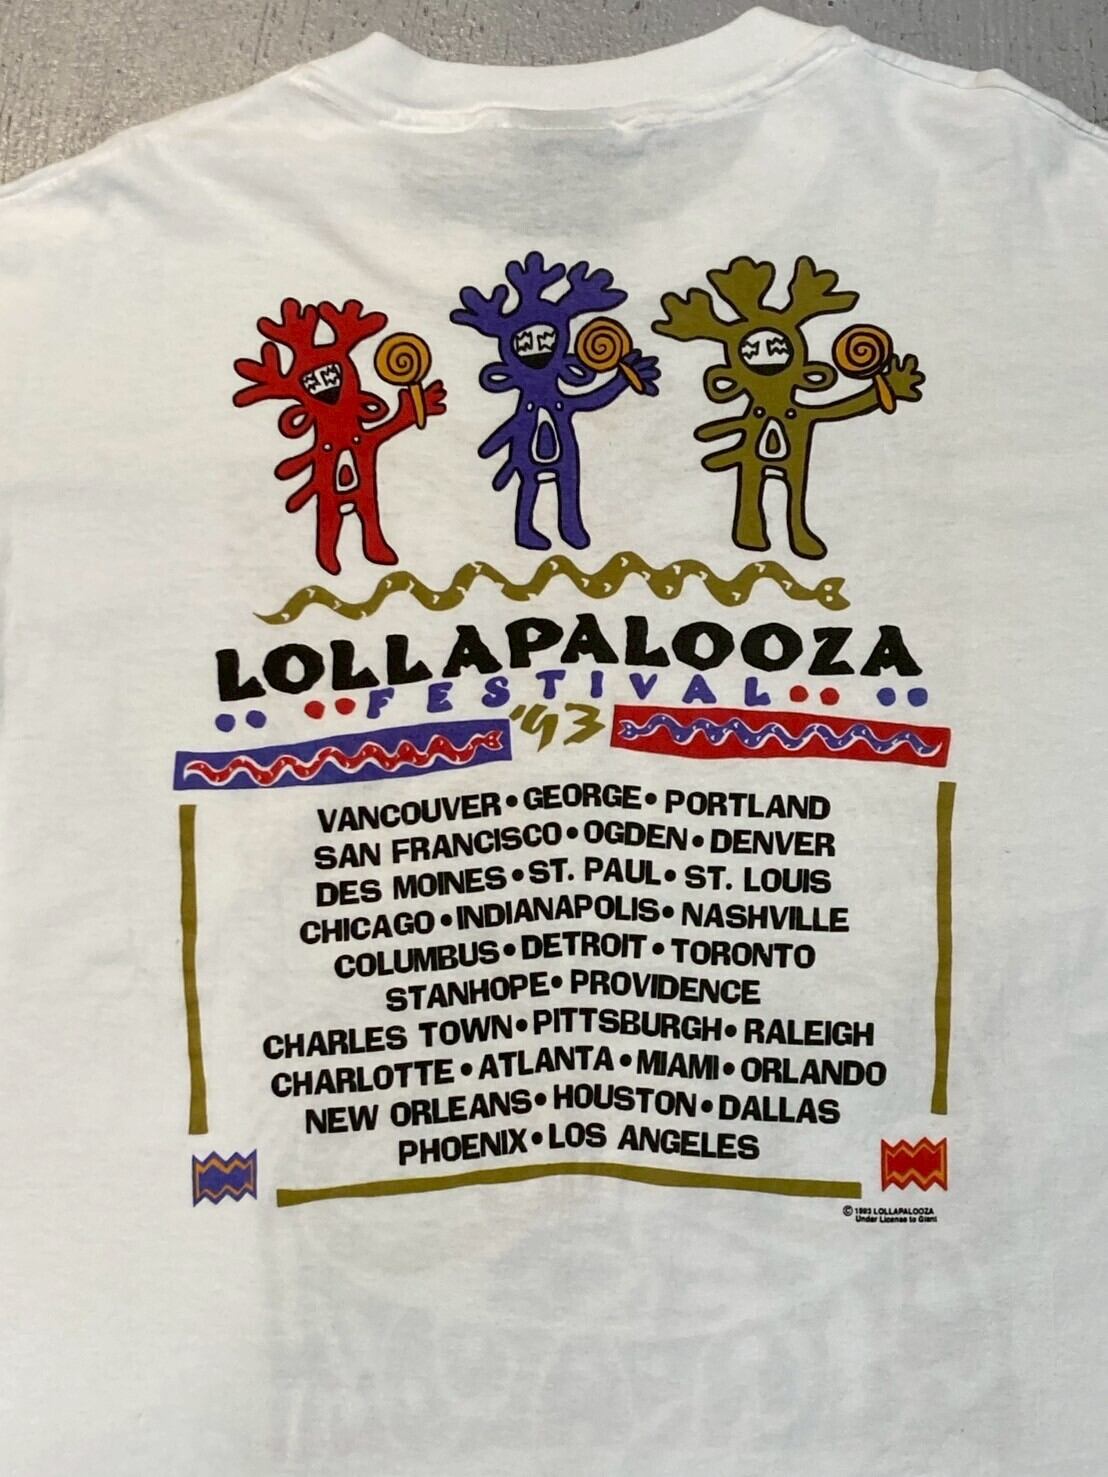 LOLLAPALOOZA
FESTIVAL
'93
VANCOUVER • GEORGE • PORTLAND
SAN FRANCISCO • OGDEN • DENVER
DES MOINES • ST. PAUL • ST. LOUIS
CHICAGO • INDIANAPOLIS • NASHVILLE
COLUMBUS • DETROIT • TORONTO
STANHOPE • PROVIDENCE
CHARLES TOWN • PITTSBURGH • RALEIGH
CHARLOTTE • ATLANTA • MIAMI • ORLANDO
NEW ORLEANS • HOUSTON • DALLAS
PHOENIX • LOS ANGELES
© 1993 LOLLAPALOOZA
Under License to Giant